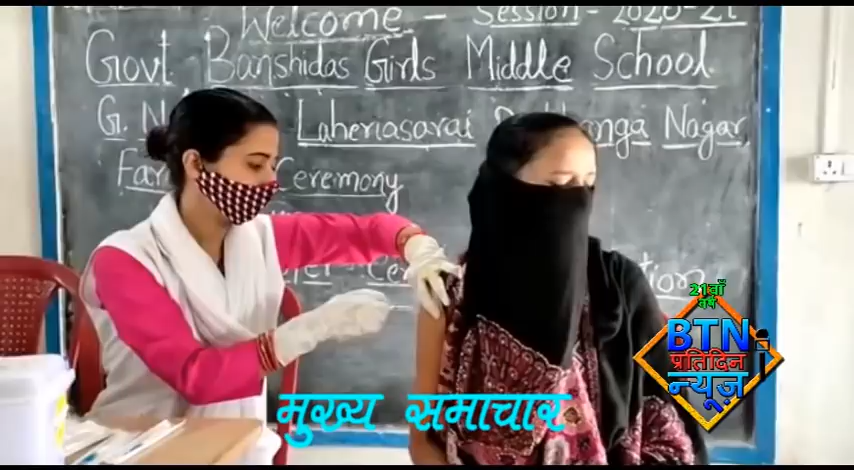 Welcome - Session - 2020-21
Govt Banshidas Girls Middle School
G. N. Laheriasarai Nagar
Ceremony
21वाँ
वर्ष
BTN
प्रतिदिन
न्यूज़
मुख्य समाचार